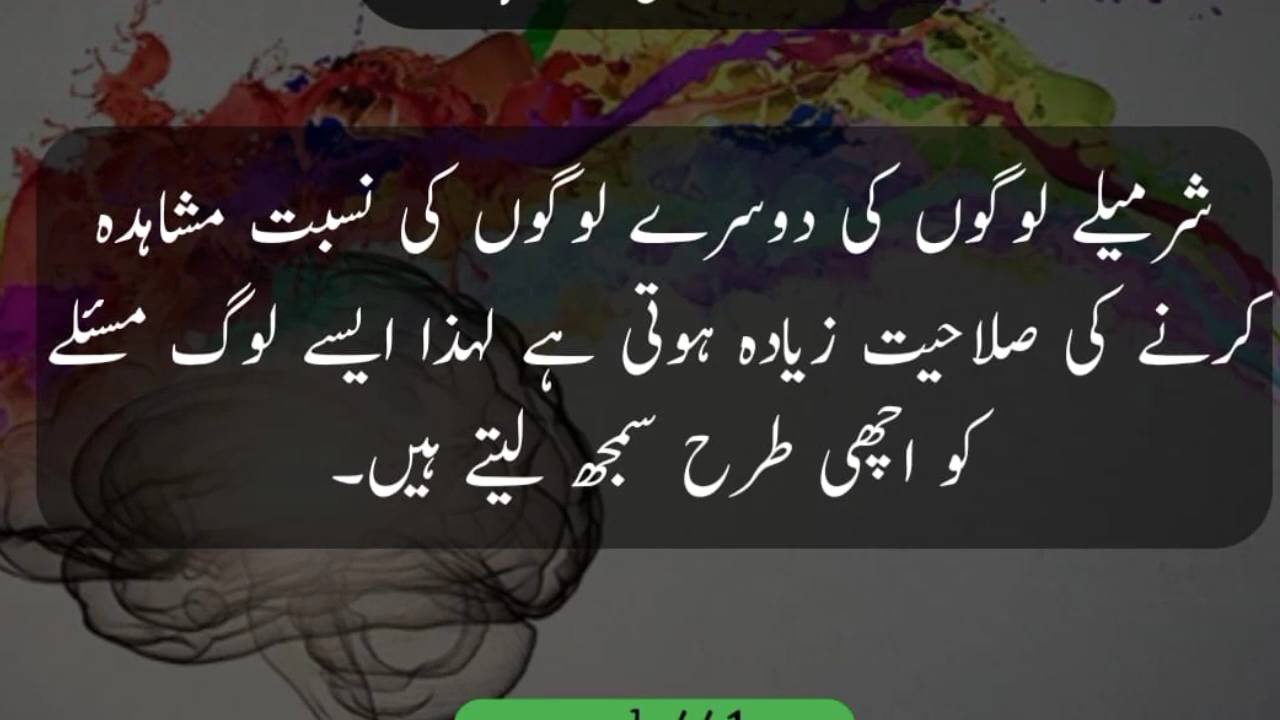 شرمیلے لوگوں کی دوسرے لوگوں کی نسبت مشاہدہ
کرنے کی صلاحیت زیادہ ہوتی ہے لہذا ایسے لوگ مسئلے
کو اچھی طرح سمجھ لیتے ہیں۔